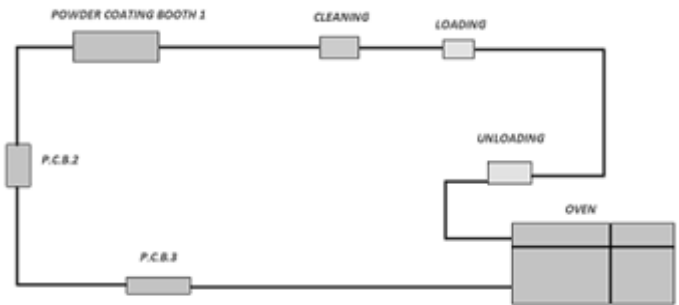 POWDER COATING BOOTH 1
CLEANING
LOADING
P.C.B.2
UNLOADING
OVEN
P.C.B.3